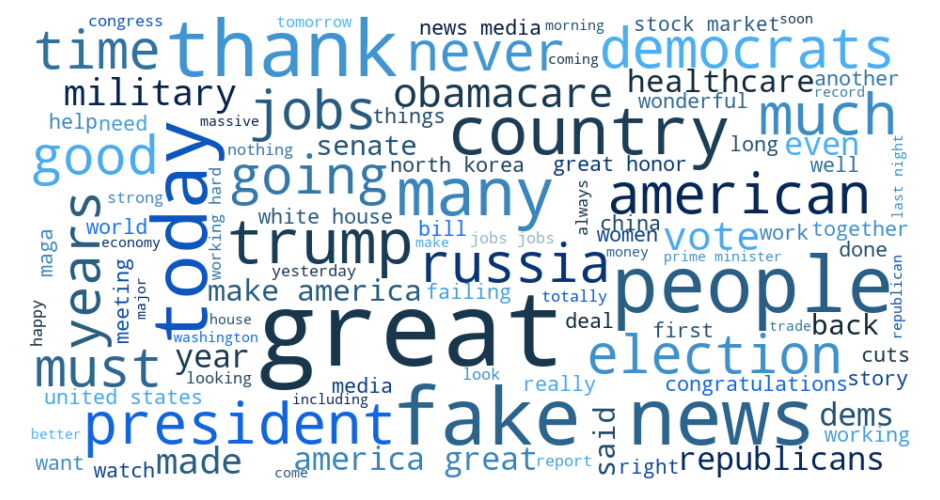 congress
tomorrow
news media
morning
stock market
soon
time
thank
never
coming
democrats
military
obamacare
healthcare
another
record
wonderful
jobs
things
much
help
need
massive
country
long
even
good
today
nothing
senate
north korea
great honor
well
last night
going
many
american
strong
working hard
always
years
world
white house
bill
china
women
vote
work
together
economy
trump
make
jobs jobs
russia
money
prime minister
done
maga
meeting
yesterday
people
republican
major
make america
failing
totally
happy
house
great
deal
first
trade
back
washington
year
election
cuts
must
looking
look
media
really
congratulations
story
united states
including
president
fake
news
said
dems
better
working
want
watch
made
come
america great
report
right
republicans